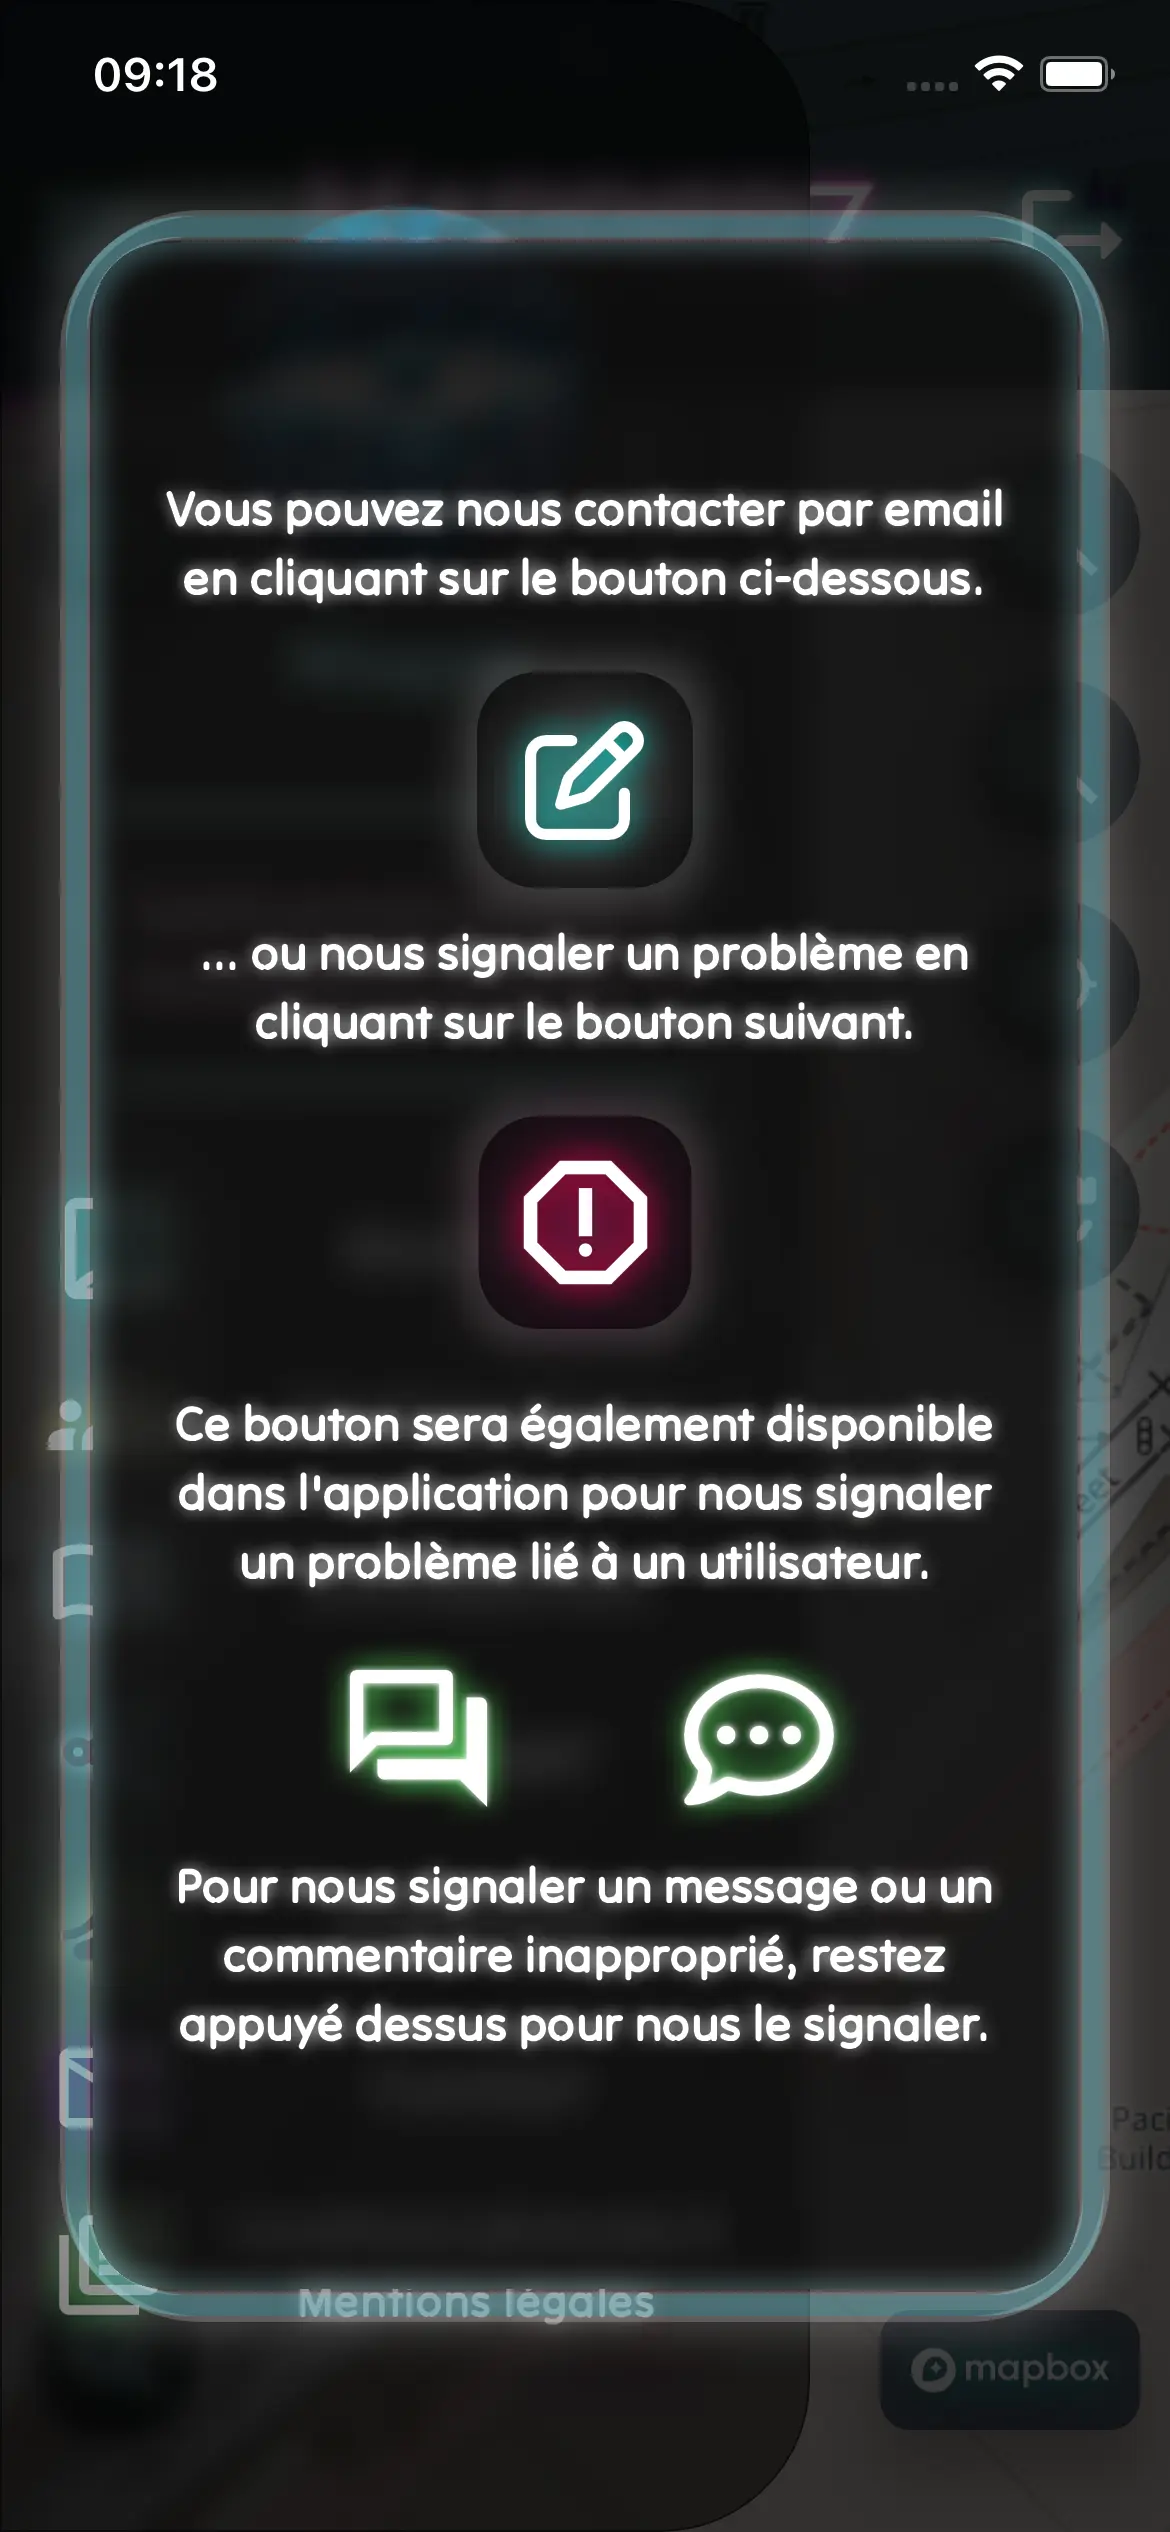 09:18
7
Vous pouvez nous contacter par email
en cliquant sur le bouton ci-dessous.
... ou nous signaler un problème en
cliquant sur le bouton suivant.
Ce bouton sera également disponible
dans l'application pour nous signaler
un problème lié à un utilisateur.
Pour nous signaler un message ou un
commentaire inapproprié, restez
appuyé dessus pour nous le signaler.
Mentions légales
mapbox